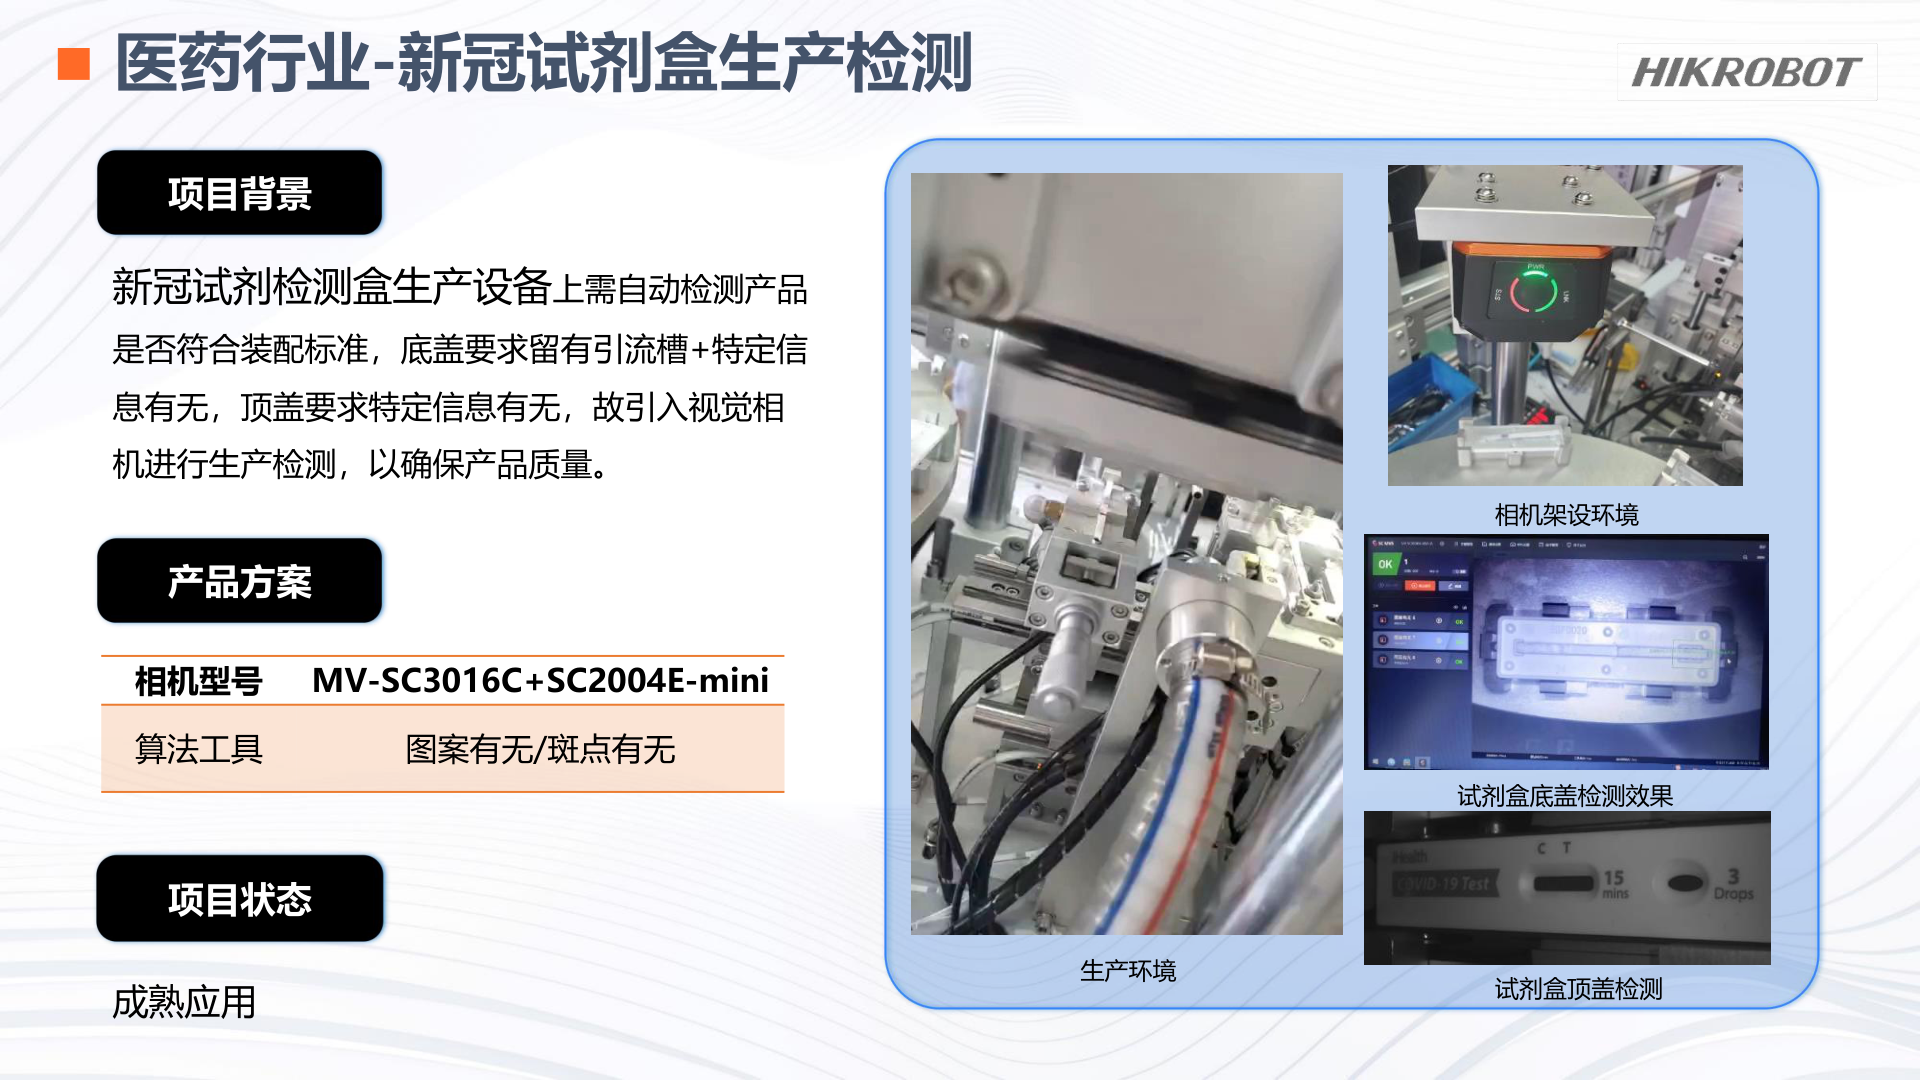 医药行业-新冠试剂盒生产检测
HIKROBOT
项目背景
新冠试剂检测盒生产设备上需自动检测产品
是否符合装配标准，底盖要求留有引流槽+特定信
息有无，顶盖要求特定信息有无，故引入视觉相
机进行生产检测，以确保产品质量。
产品方案
相机型号 MV-SC3016C+SC2004E-mini
算法工具 图案有无/斑点有无
项目状态
成熟应用
生产环境
PWR
STS
LNK
相机架设环境
OK
1
OK
OK
试剂盒底盖检测效果
iHealth
COVID-19 Test
C T
15
mins
3
Drops
试剂盒顶盖检测